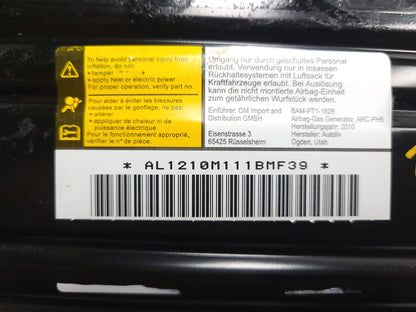 To help avoid personal injury from
inflation, do not:
• tamper
• apply heat or electric power
For proper operation, verify part no.
Pour aider à éviter les blessures
causées par le gonflage, ne pas:
• altérer
• appliquer de chaleur ni de
puissance électrique
Pour le fonctionnement approprié,
vérifier le n° de pièce.
Umgang nur durch geschultes Personal
erlaubt. Verwendung nur in Insassen
Rückhaltesystemen mit Luftsack für
Kraftfahrzeuge erlaubt. Bei Auslösung
kann die nicht montierte Airbag-Einheit
zum gefährlichen Wurfstück werden.
Einführer: GM Import and
Distribution GMBH
Eisenstrasse 3
65425 Rüsselsheim
BAM-PT1-1626
Airbag-Gas Generator, ARC-PH5
Herstellungsjahr: 2010
Hersteller: Autoliv
Ogden, Utah
* AL1210M111BMF39 *